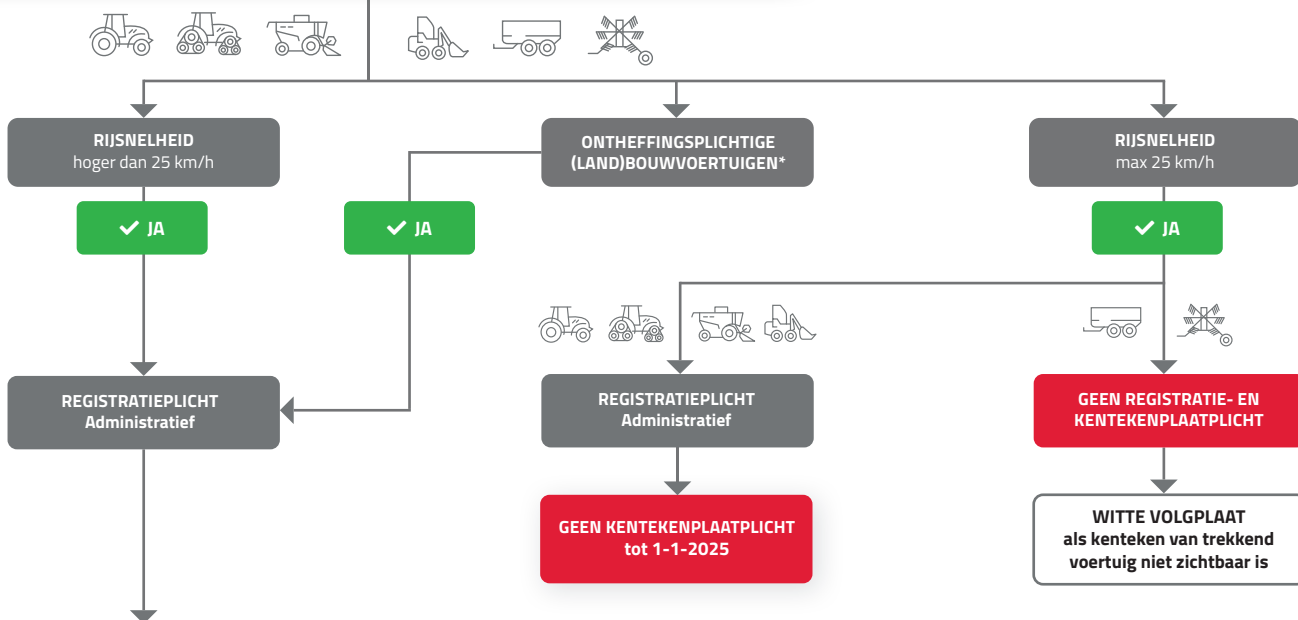 RIJSNELHEID
hoger dan 25 km/h
ONTHEFFINGSPLICHTIGE
(LAND)BOUWVOERTUIGEN*
RIJSNELHEID
max 25 km/h
JA
JA
JA
REGISTRATIEPLICHT
Administratief
REGISTRATIEPLICHT
Administratief
GEEN REGISTRATIE- EN
KENTEKENPLAATPLICHT
GEEN KENTEKENPLAATPLICHT
tot 1-1-2025
WITTE VOLGPLAAT
als kenteken van trekkend
voertuig niet zichtbaar is